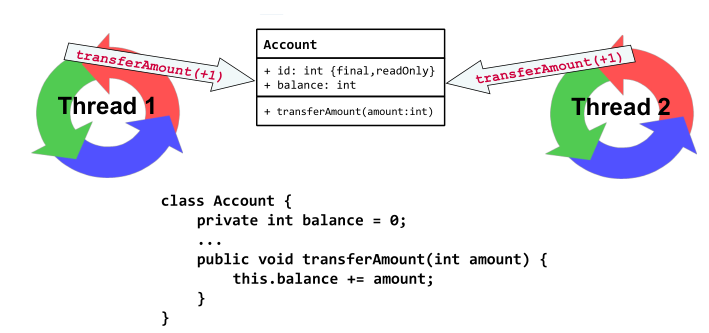 transferAmount(+1)
Thread 1
Account
+ id: int {final,readOnly}
+ balance: int
+ transferAmount(amount:int)
transferAmount(+1)
Thread 2
class Account {
    private int balance = 0;
    ...
    public void transferAmount(int amount) {
        this.balance += amount;
    }
}